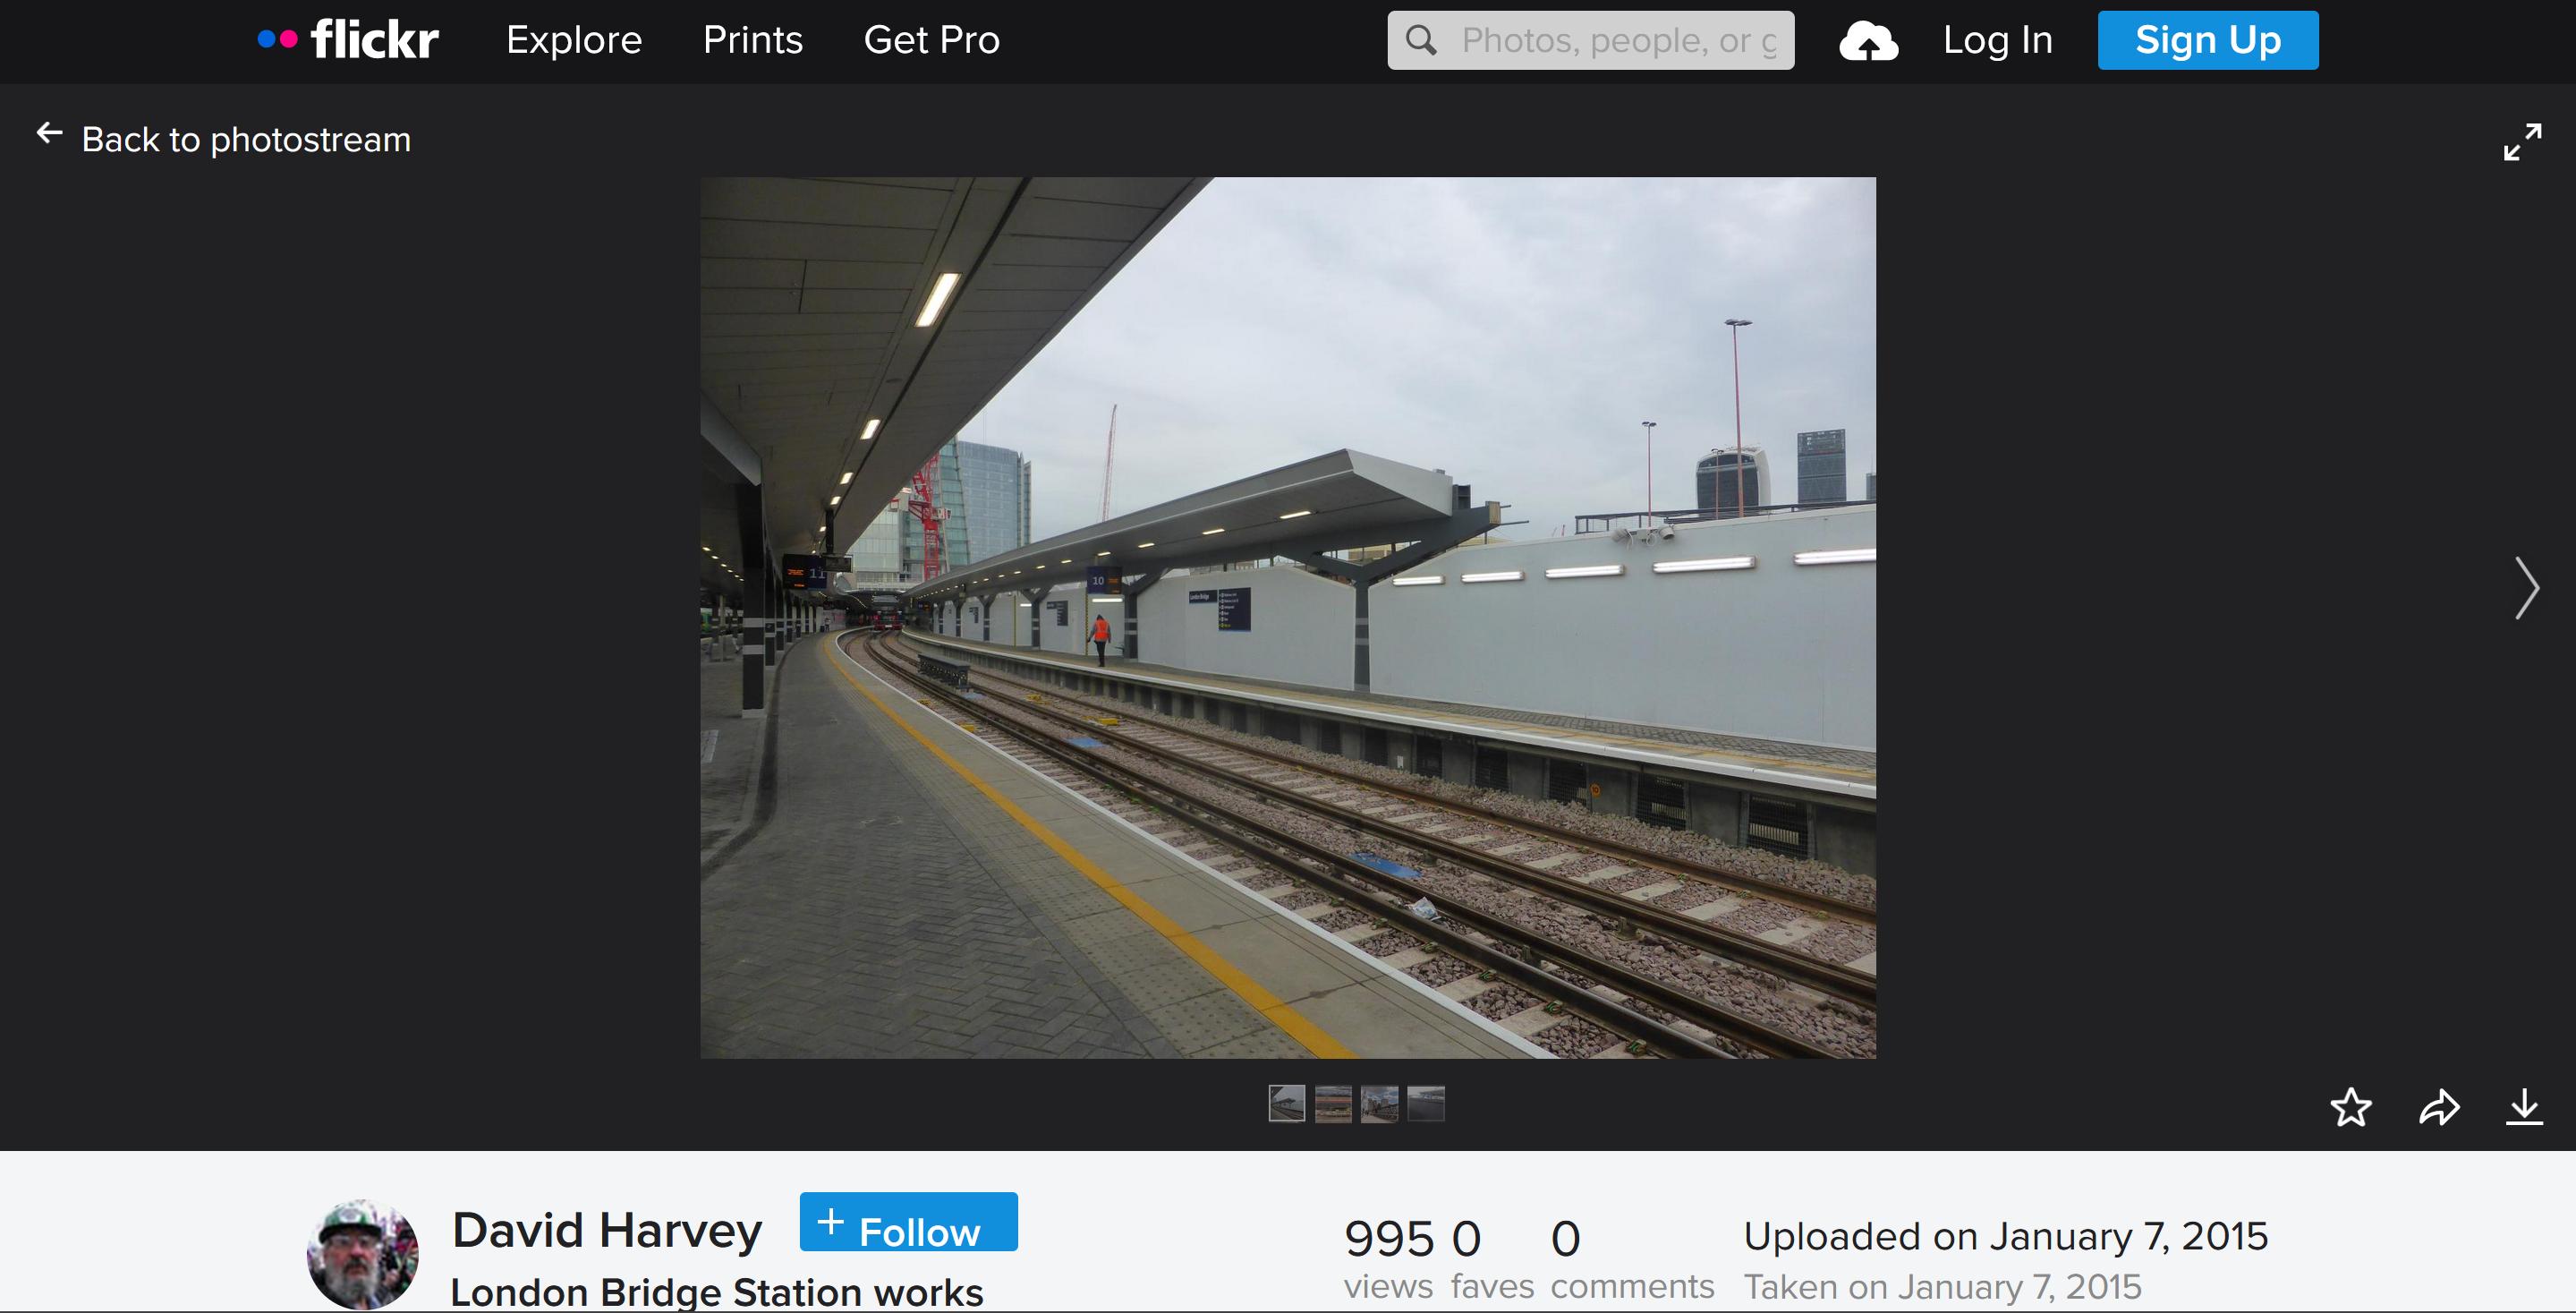 flickr
Explore
Prints
Get Pro
Photos, people, or g
Log In
Sign Up
Back to photostream
11
10
London Bridge
David Harvey
+ Follow
London Bridge Station works
995 views
0 faves
0 comments
Uploaded on January 7, 2015
Taken on January 7, 2015